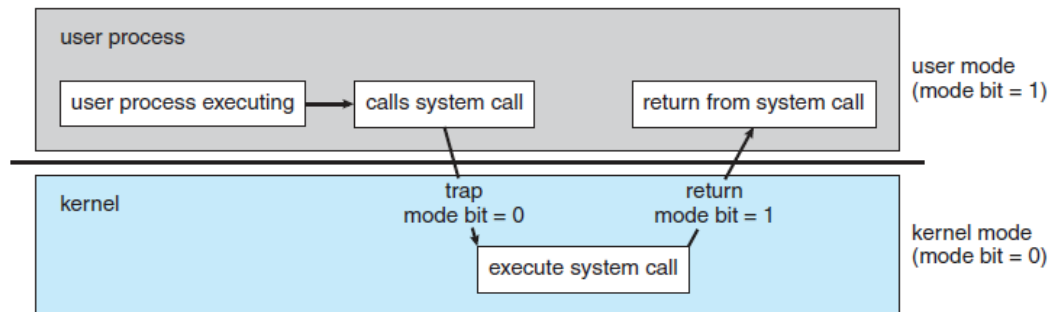 user process
user process executing
calls system call
return from system call
user mode
(mode bit = 1)
kernel
trap
mode bit = 0
return
mode bit = 1
kernel mode
(mode bit = 0)
execute system call